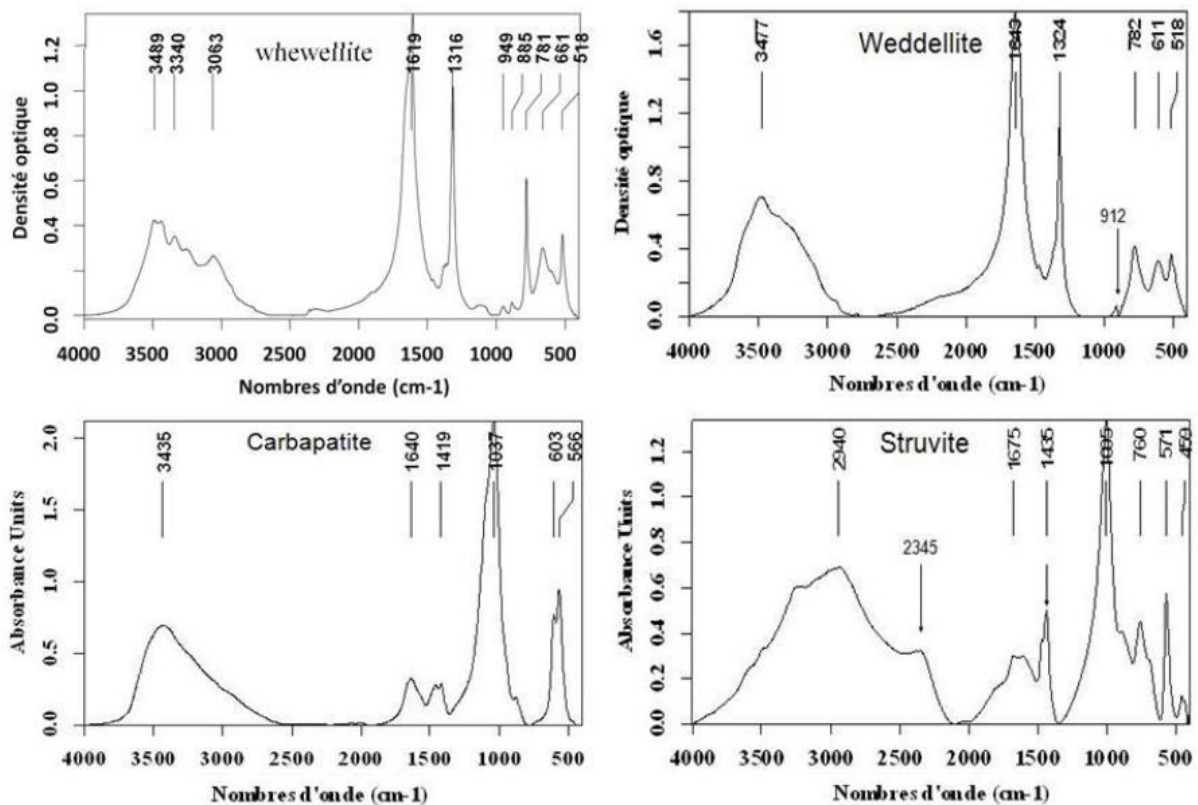 whewellite
3489 3340 3063 1619 1316 949 885 781 661 518
Densité optique
0.0 0.2 0.4 0.6 0.8 1.0 1.2
4000 3500 3000 2000 1500 1000 500
Nombres d'onde (cm-1)
Weddellite
3477 1643 1324 782 611 518
912
Densité optique
0.0 0.4 0.8 1.2 1.6
4000 3500 3000 2500 2000 1500 1000 500
Nombres d'onde (cm-1)
Carbapatite
3435 1640 1419 1037 603 566
Absorbance Units
0.0 0.5 1.0 1.5 2.0
4000 3500 3000 2500 2000 1500 1000 500
Nombres d'onde (cm-1)
Struvite
2940 1675 1435 760 571
2345
Absorbance Units
0.0 0.2 0.4 0.6 0.8 1.0 1.2
4000 3500 3000 2500 2000 1500 1000 500
Nombres d'onde (cm-1)